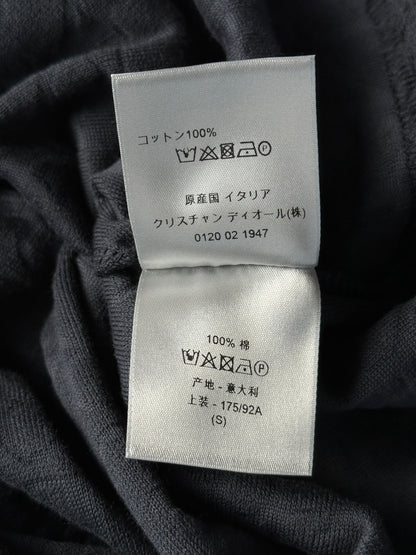 コットン100%
原産国 イタリア
クリスチャン ディオール(株)
0120 02 1947
100% 棉
产地 - 意大利
上装 - 175/92A
(S)